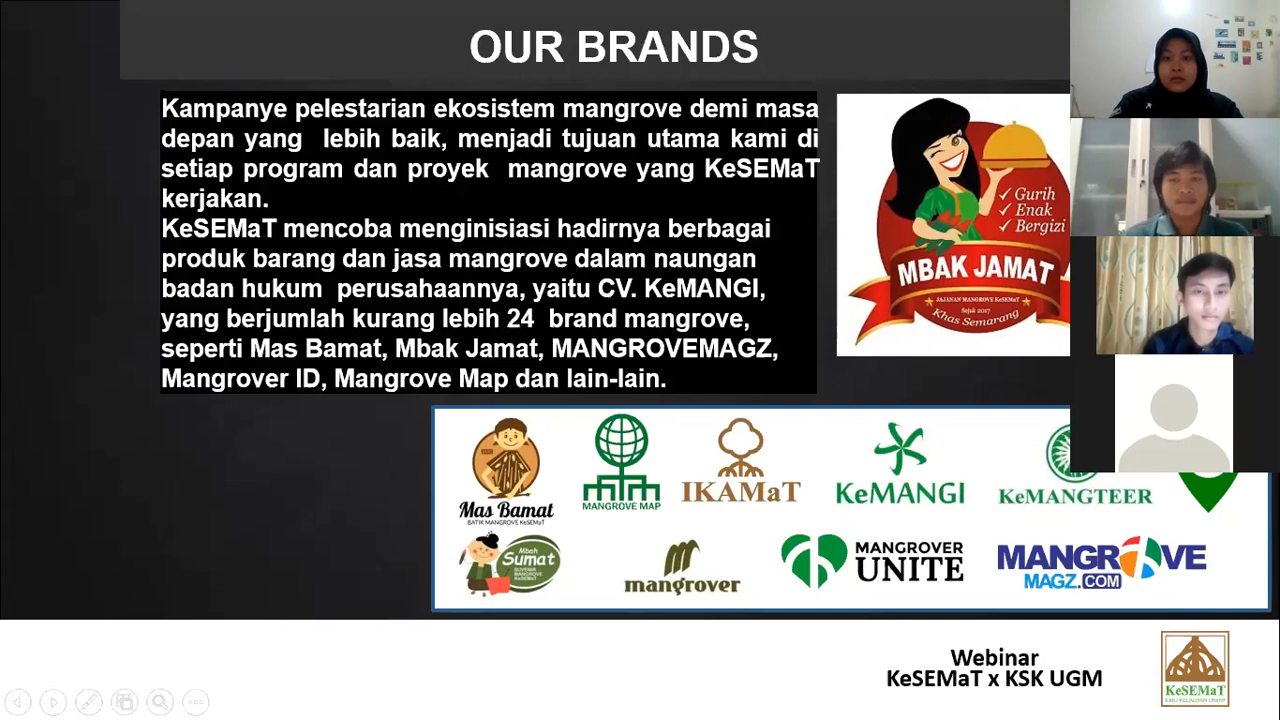 OUR BRANDS
Kampanye pelestarian ekosistem mangrove demi masa
depan yang lebih baik, menjadi tujuan utama kami di
setiap program dan proyek mangrove yang KeSEMaT
kerjakan.
KeSEMaT mencoba menginisiasi hadirnya berbagai
produk barang dan jasa mangrove dalam naungan
badan hukum perusahaannya, yaitu CV. KeMANGI,
yang berjumlah kurang lebih 24 brand mangrove,
seperti Mas Bamat, Mbak Jamat, MANGROVEMAGZ,
Mangrover ID, Mangrove Map dan lain-lain.
Gurih
Enak
Bergizi
MBAK JAMAT
JAJANAN MANGROVE KeSEMaT
Sejak 2017
Khas Semarang
Mas Bamat
BATIK MANGROVE KeSEMaT
MANGROVE MAP
IKAMaT
KeMANGI
KeMANGTEER
Mbah
Sumat
SUVENIR
MANGROVE
KeSEMaT
mangrover
MANGROVER
UNITE
MANGROVE
MAGZ.COM
Webinar
KeSEMaT x KSK UGM
KeSEMaT
ILMU KELAUTAN UNDIP